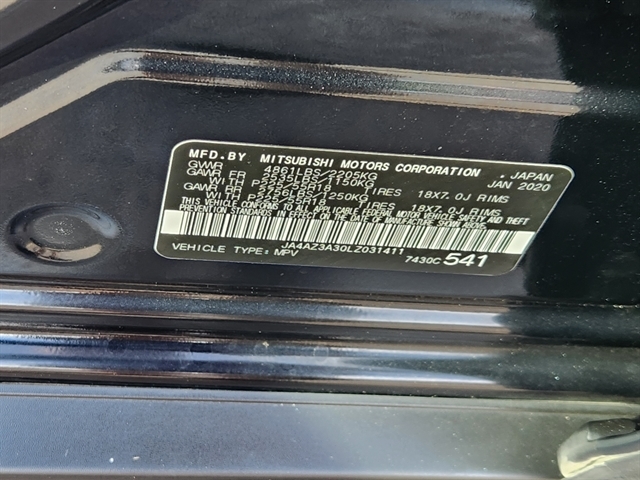 MFD.BY MITSUBISHI MOTORS CORPORATION , JAPAN
GVWR 4861LBS/2205KG JAN 2020
GAWR FR 2535LBS/1150KG
WITH P225/55R18 TIRES 18X7.0J RIMS
GAWR RR 2756LBS/1250KG
WITH P225/55R18 TIRES 18X7.0J RIMS
THIS VEHICLE CONFORMS TO ALL APPLICABLE FEDERAL MOTOR VEHICLE SAFETY, BUMPER AND THEFT
PREVENTION STANDARDS IN EFFECT ON THE DATE OF MANUFACTURE SHOWN ABOVE.
JA4AZ3A30LZ031411
VEHICLE TYPE: MPV 7430C 541